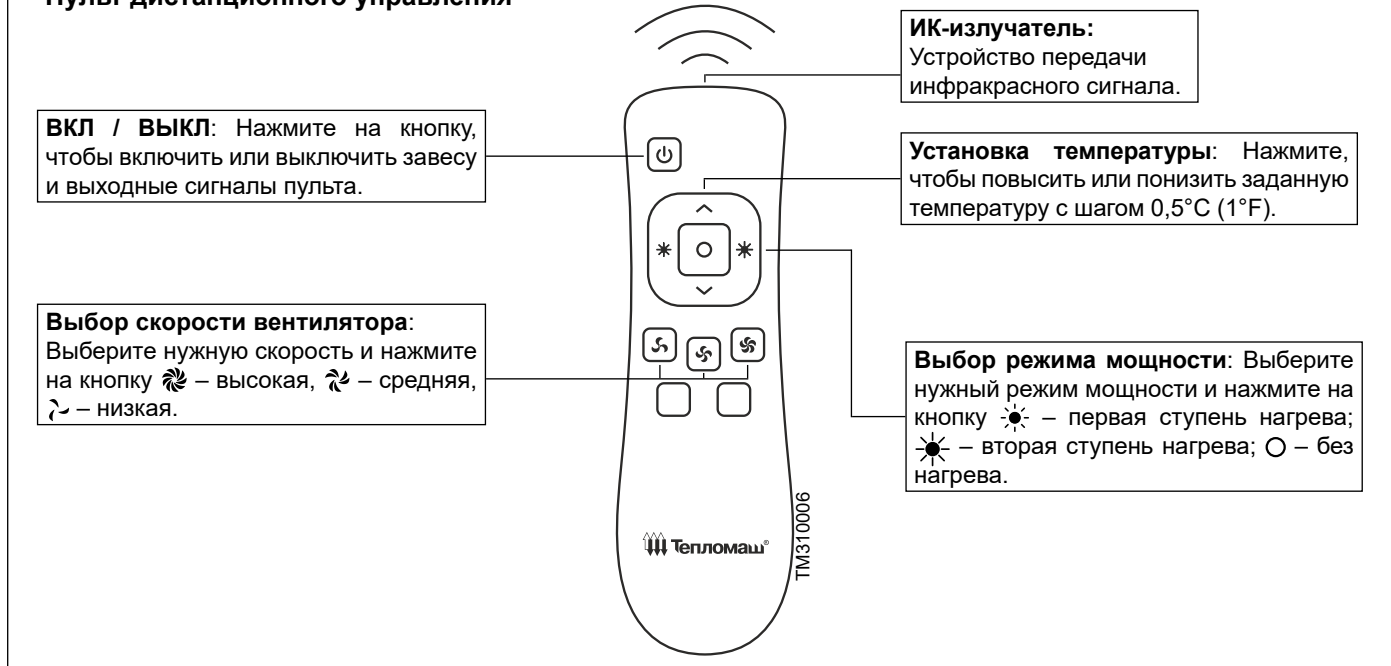 Пульт дистанционного управления
ИК-излучатель:
Устройство передачи
инфракрасного сигнала.
ВКЛ / ВЫКЛ: Нажмите на кнопку,
чтобы включить или выключить завесу
и выходные сигналы пульта.
Установка температуры: Нажмите,
чтобы повысить или понизить заданную
температуру с шагом 0,5°C (1°F).
Выбор скорости вентилятора:
Выберите нужную скорость и нажмите
на кнопку – высокая, – средняя,
– низкая.
Выбор режима мощности: Выберите
нужный режим мощности и нажмите на
кнопку – первая ступень нагрева;
– вторая ступень нагрева; – без
нагрева.
Тепломаш®
TM310006